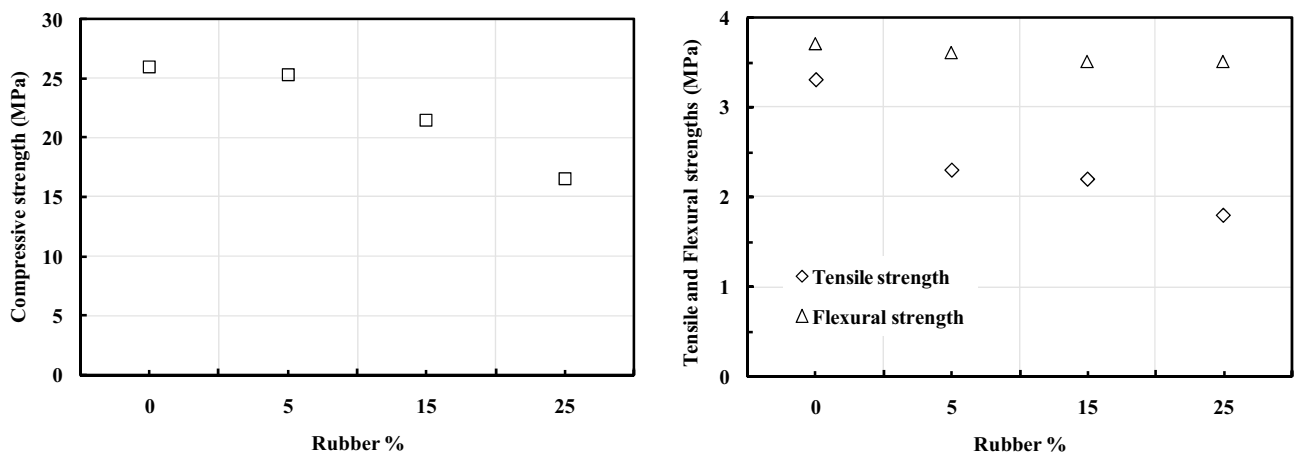 Compressive strength (MPa)
30
25
20
15
10
5
0
0 5 15 25
Rubber %
Tensile and Flexural strengths (MPa)
4
3
2
1
0
Tensile strength
Flexural strength
0 5 15 25
Rubber %